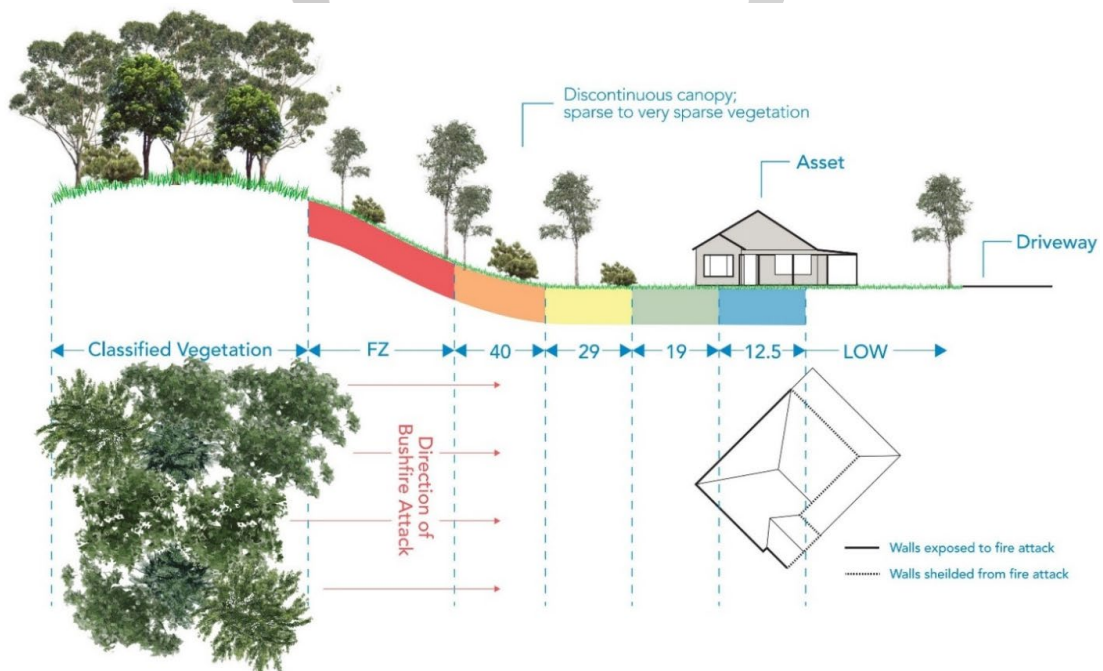 Discontinuous canopy;
sparse to very sparse vegetation
Asset
Driveway
Classified Vegetation
FZ
40
29
19
12.5
LOW
Direction of
Bushfire Attack
Walls exposed to fire attack
Walls sheilded from fire attack